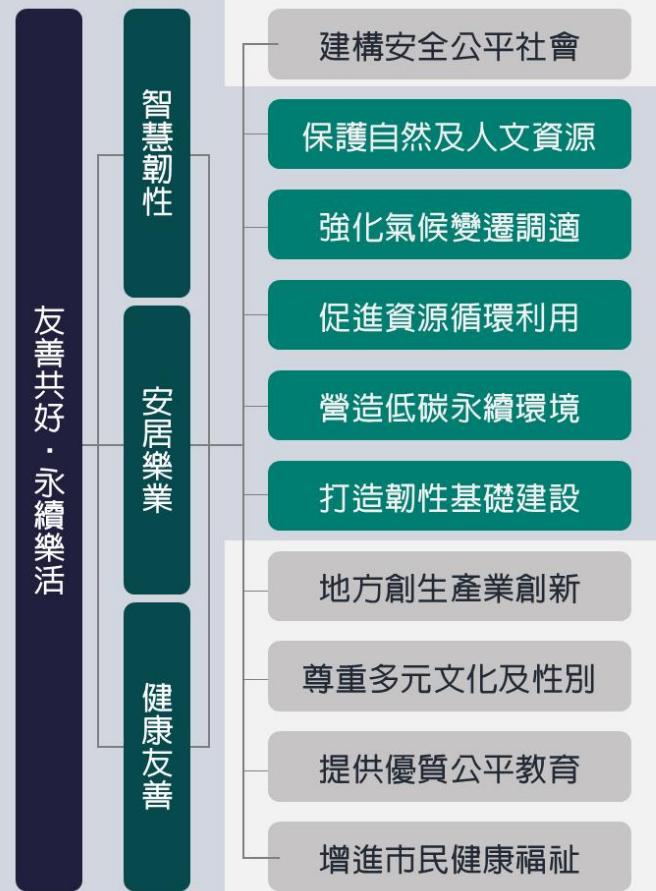 友善共好．永續樂活
智慧韌性
安居樂業
健康友善
建構安全公平社會
保護自然及人文資源
強化氣候變遷調適
促進資源循環利用
營造低碳永續環境
打造韌性基礎建設
地方創生產業創新
尊重多元文化及性別
提供優質公平教育
增進市民健康福祉